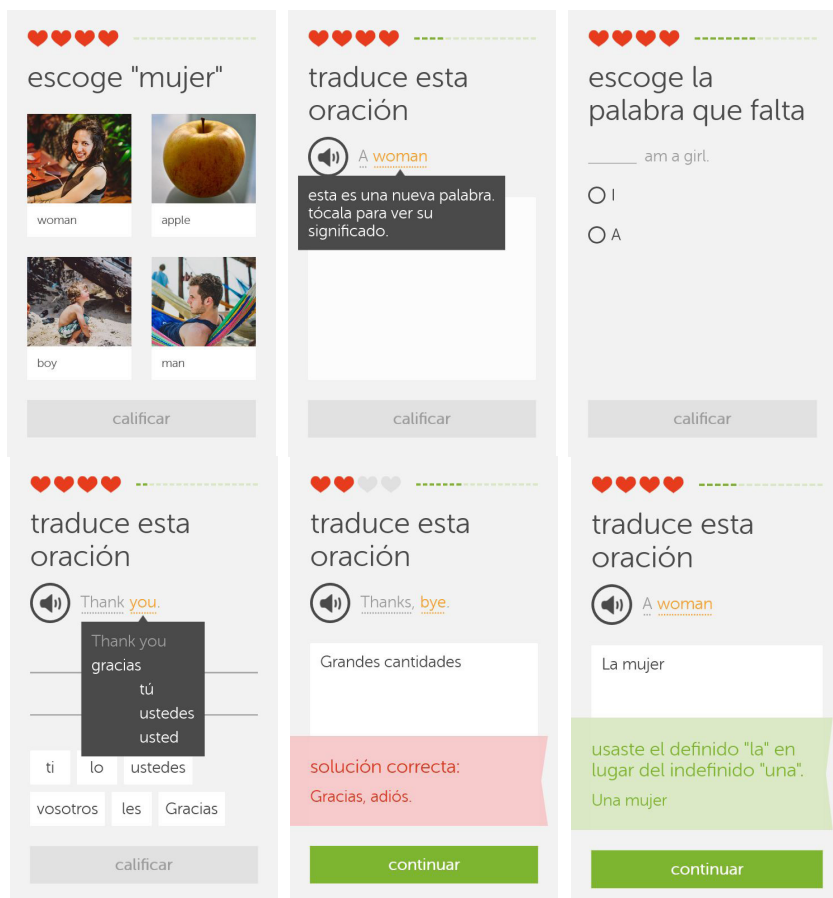 escoge "mujer"
woman
apple
boy
man
calificar
traduce esta
oración
A woman
esta es una nueva palabra.
tócala para ver su
significado.
calificar
escoge la
palabra que falta
______ am a girl.
I
A
calificar
traduce esta
oración
Thank you.
Thank you
gracias
tú
ustedes
usted
ti lo ustedes
vosotros les Gracias
calificar
traduce esta
oración
Thanks, bye.
Grandes cantidades
solución correcta:
Gracias, adiós.
continuar
traduce esta
oración
A woman
La mujer
usaste el definido "la" en
lugar del indefinido "una".
Una mujer
continuar